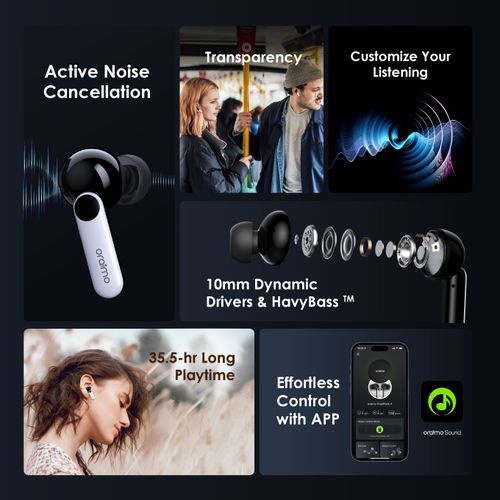 Active Noise
Cancellation
oraimo
Transparency
Customize Your
Listening
10mm Dynamic
Drivers & HavyBass ™
35.5-hr Long
Playtime
Effortless
Control
with APP
oraimo Sound